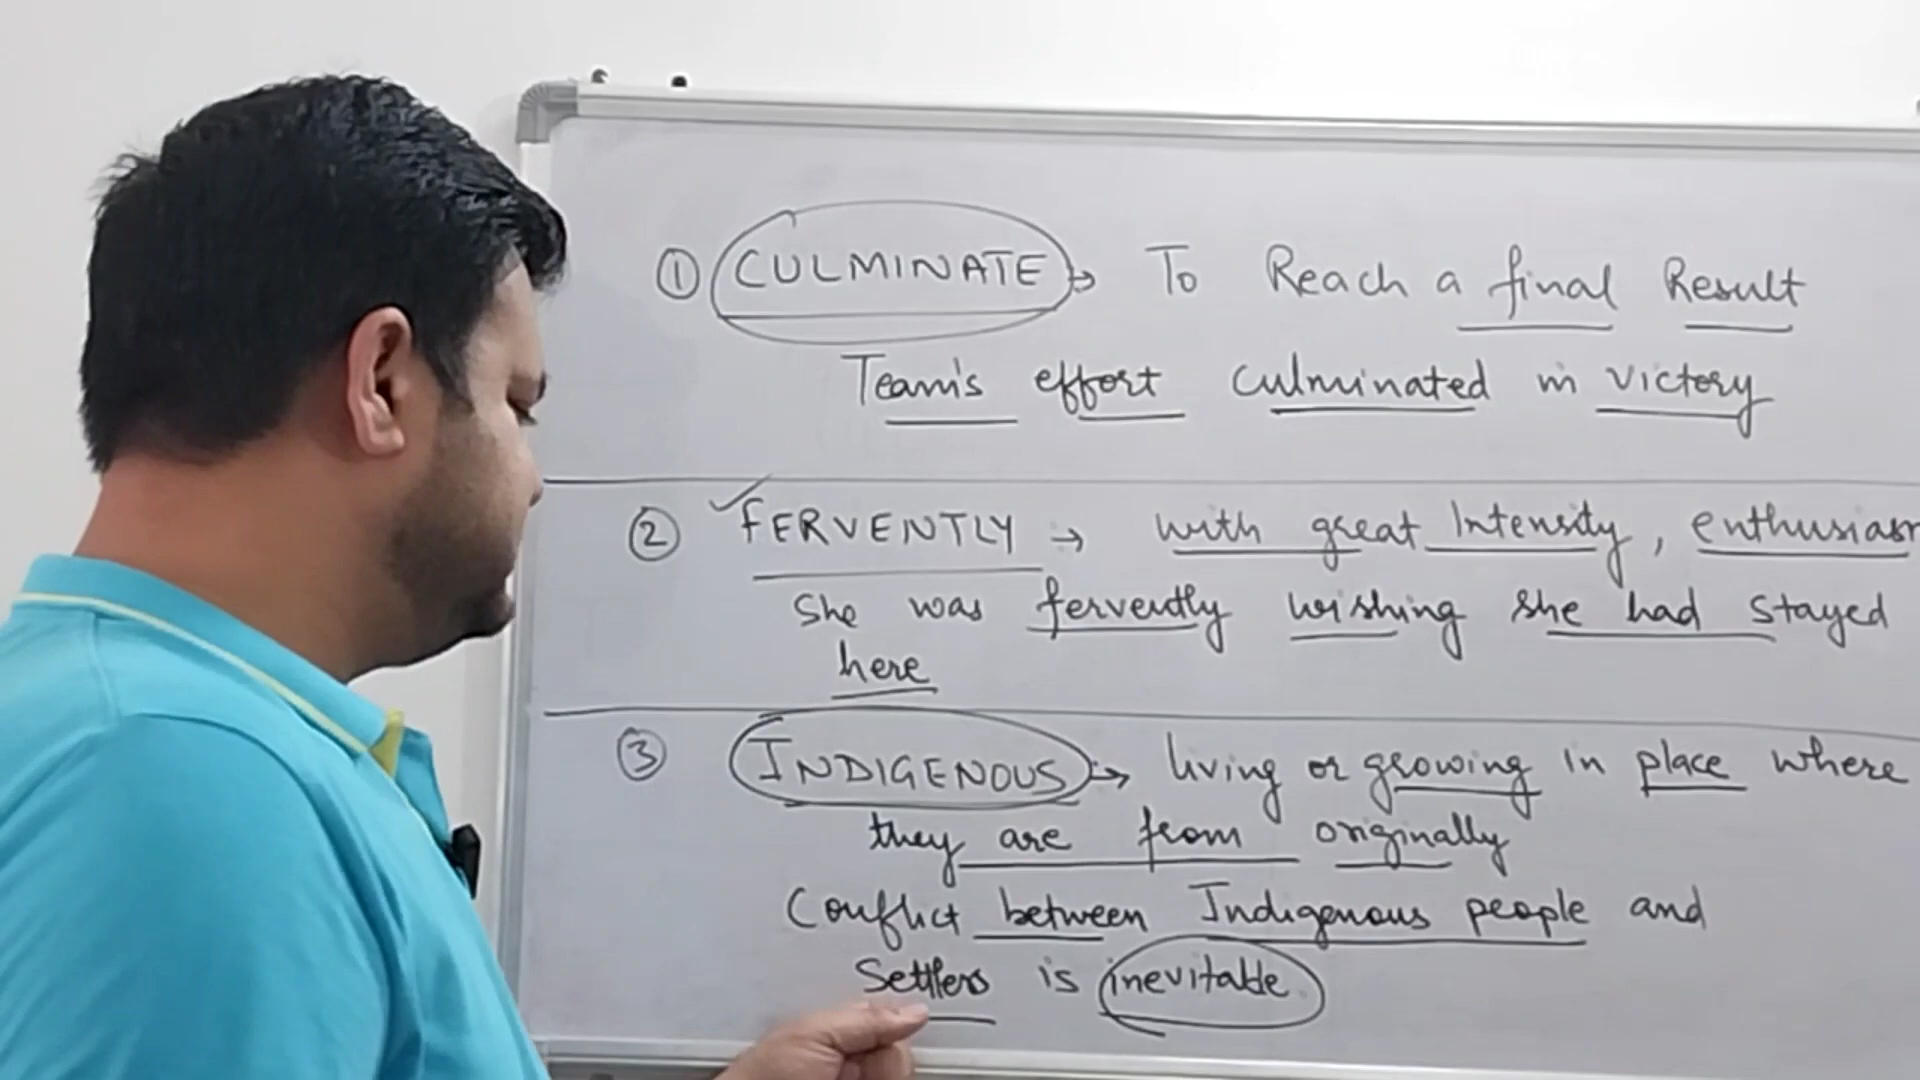 ① CULMINATE → To Reach a final Result
Team's effort culminated in victory
② FERVENTLY → with great Intensity, enthusiasm
She was fervently wishing she had stayed
here
③ INDIGENOUS → living or growing in place where
they are from originally
Conflict between Indigenous people and
Settlers is inevitable